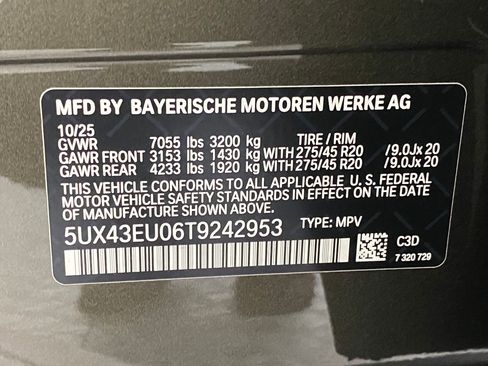 MFD BY BAYERISCHE MOTOREN WERKE AG
10/25
GVWR 7055 lbs 3200 kg TIRE / RIM
GAWR FRONT 3153 lbs 1430 kg WITH 275/45 R20 /9.0Jx 20
GAWR REAR 4233 lbs 1920 kg WITH 275/45 R20 /9.0Jx 20
THIS VEHICLE CONFORMS TO ALL APPLICABLE U. S. FEDERAL
MOTOR VEHICLE SAFETY STANDARDS IN EFFECT ON THE DATE
OF MANUFACTURE SHOWN ABOVE.
5UX43EU06T9242953 TYPE: MPV
C3D
7 320 729